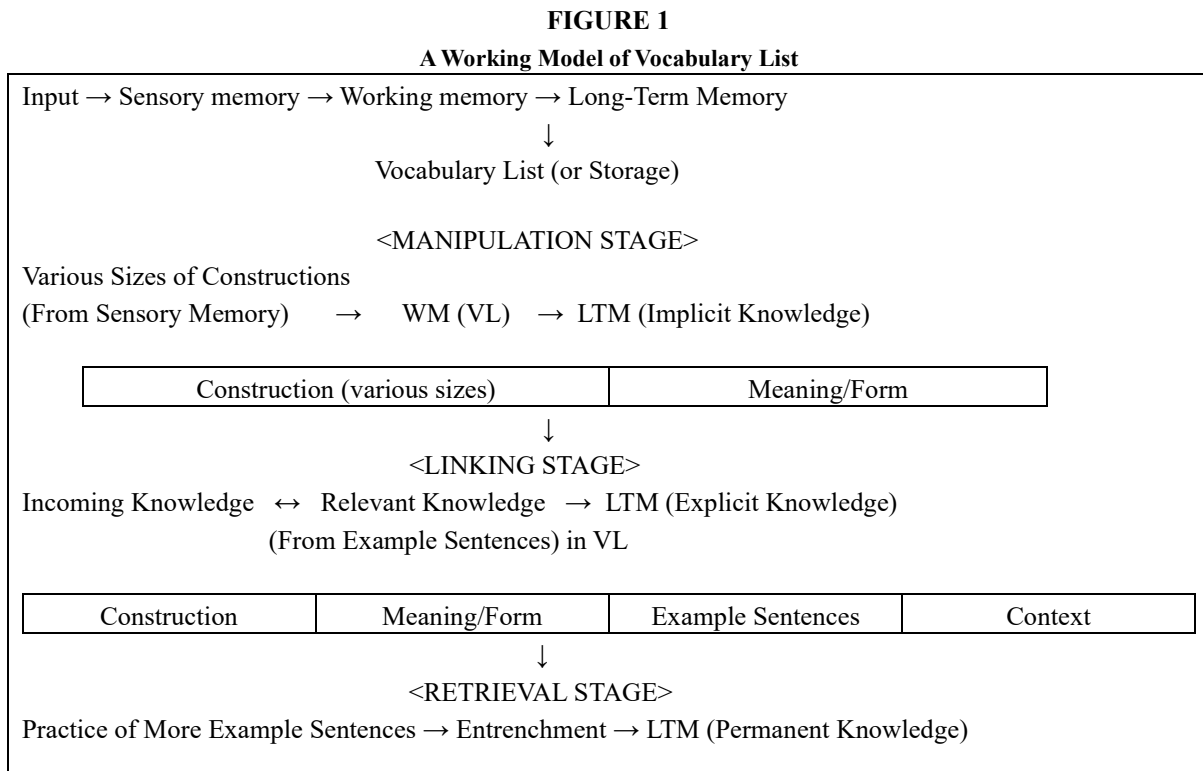 FIGURE 1
A Working Model of Vocabulary List
Input → Sensory memory → Working memory → Long-Term Memory
↓
Vocabulary List (or Storage)
<MANIPULATION STAGE>
Various Sizes of Constructions
(From Sensory Memory) → WM (VL) → LTM (Implicit Knowledge)
Construction (various sizes) Meaning/Form
↓
<LINKING STAGE>
Incoming Knowledge ↔ Relevant Knowledge → LTM (Explicit Knowledge)
(From Example Sentences) in VL
Construction Meaning/Form Example Sentences Context
↓
<RETRIEVAL STAGE>
Practice of More Example Sentences → Entrenchment → LTM (Permanent Knowledge)